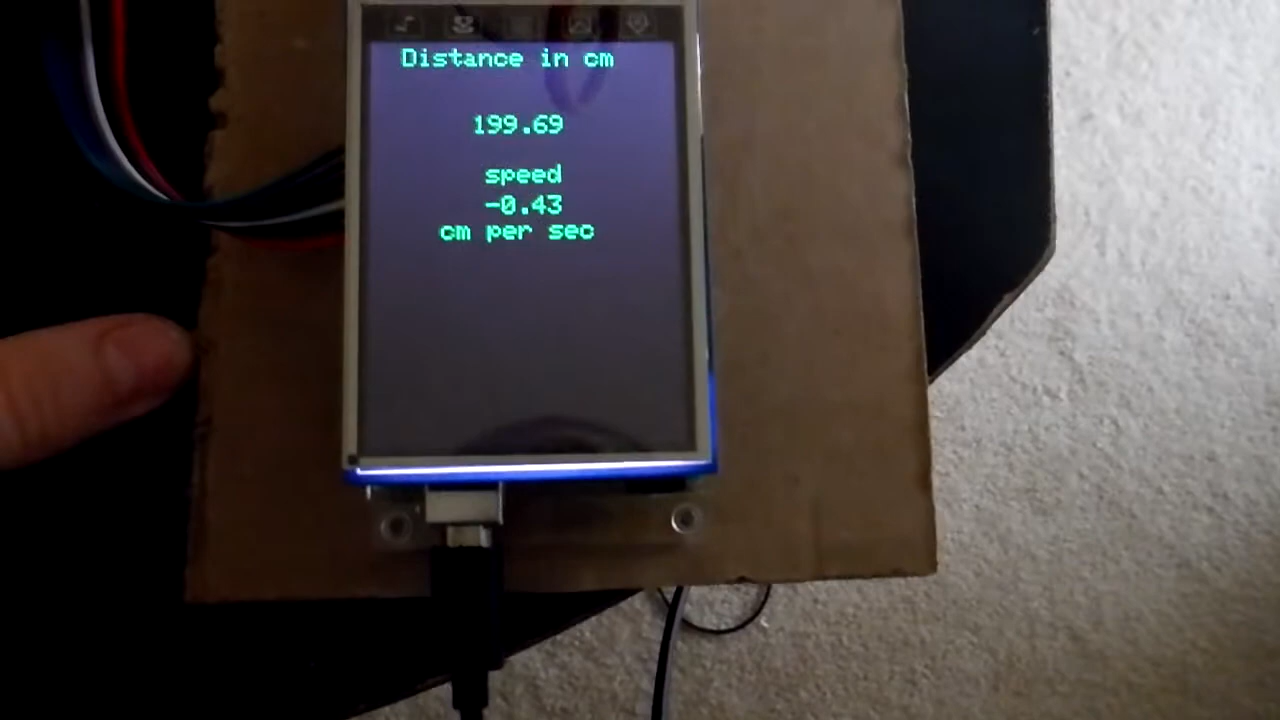 Distance in cm
199.69
speed
-0.43
cm per sec